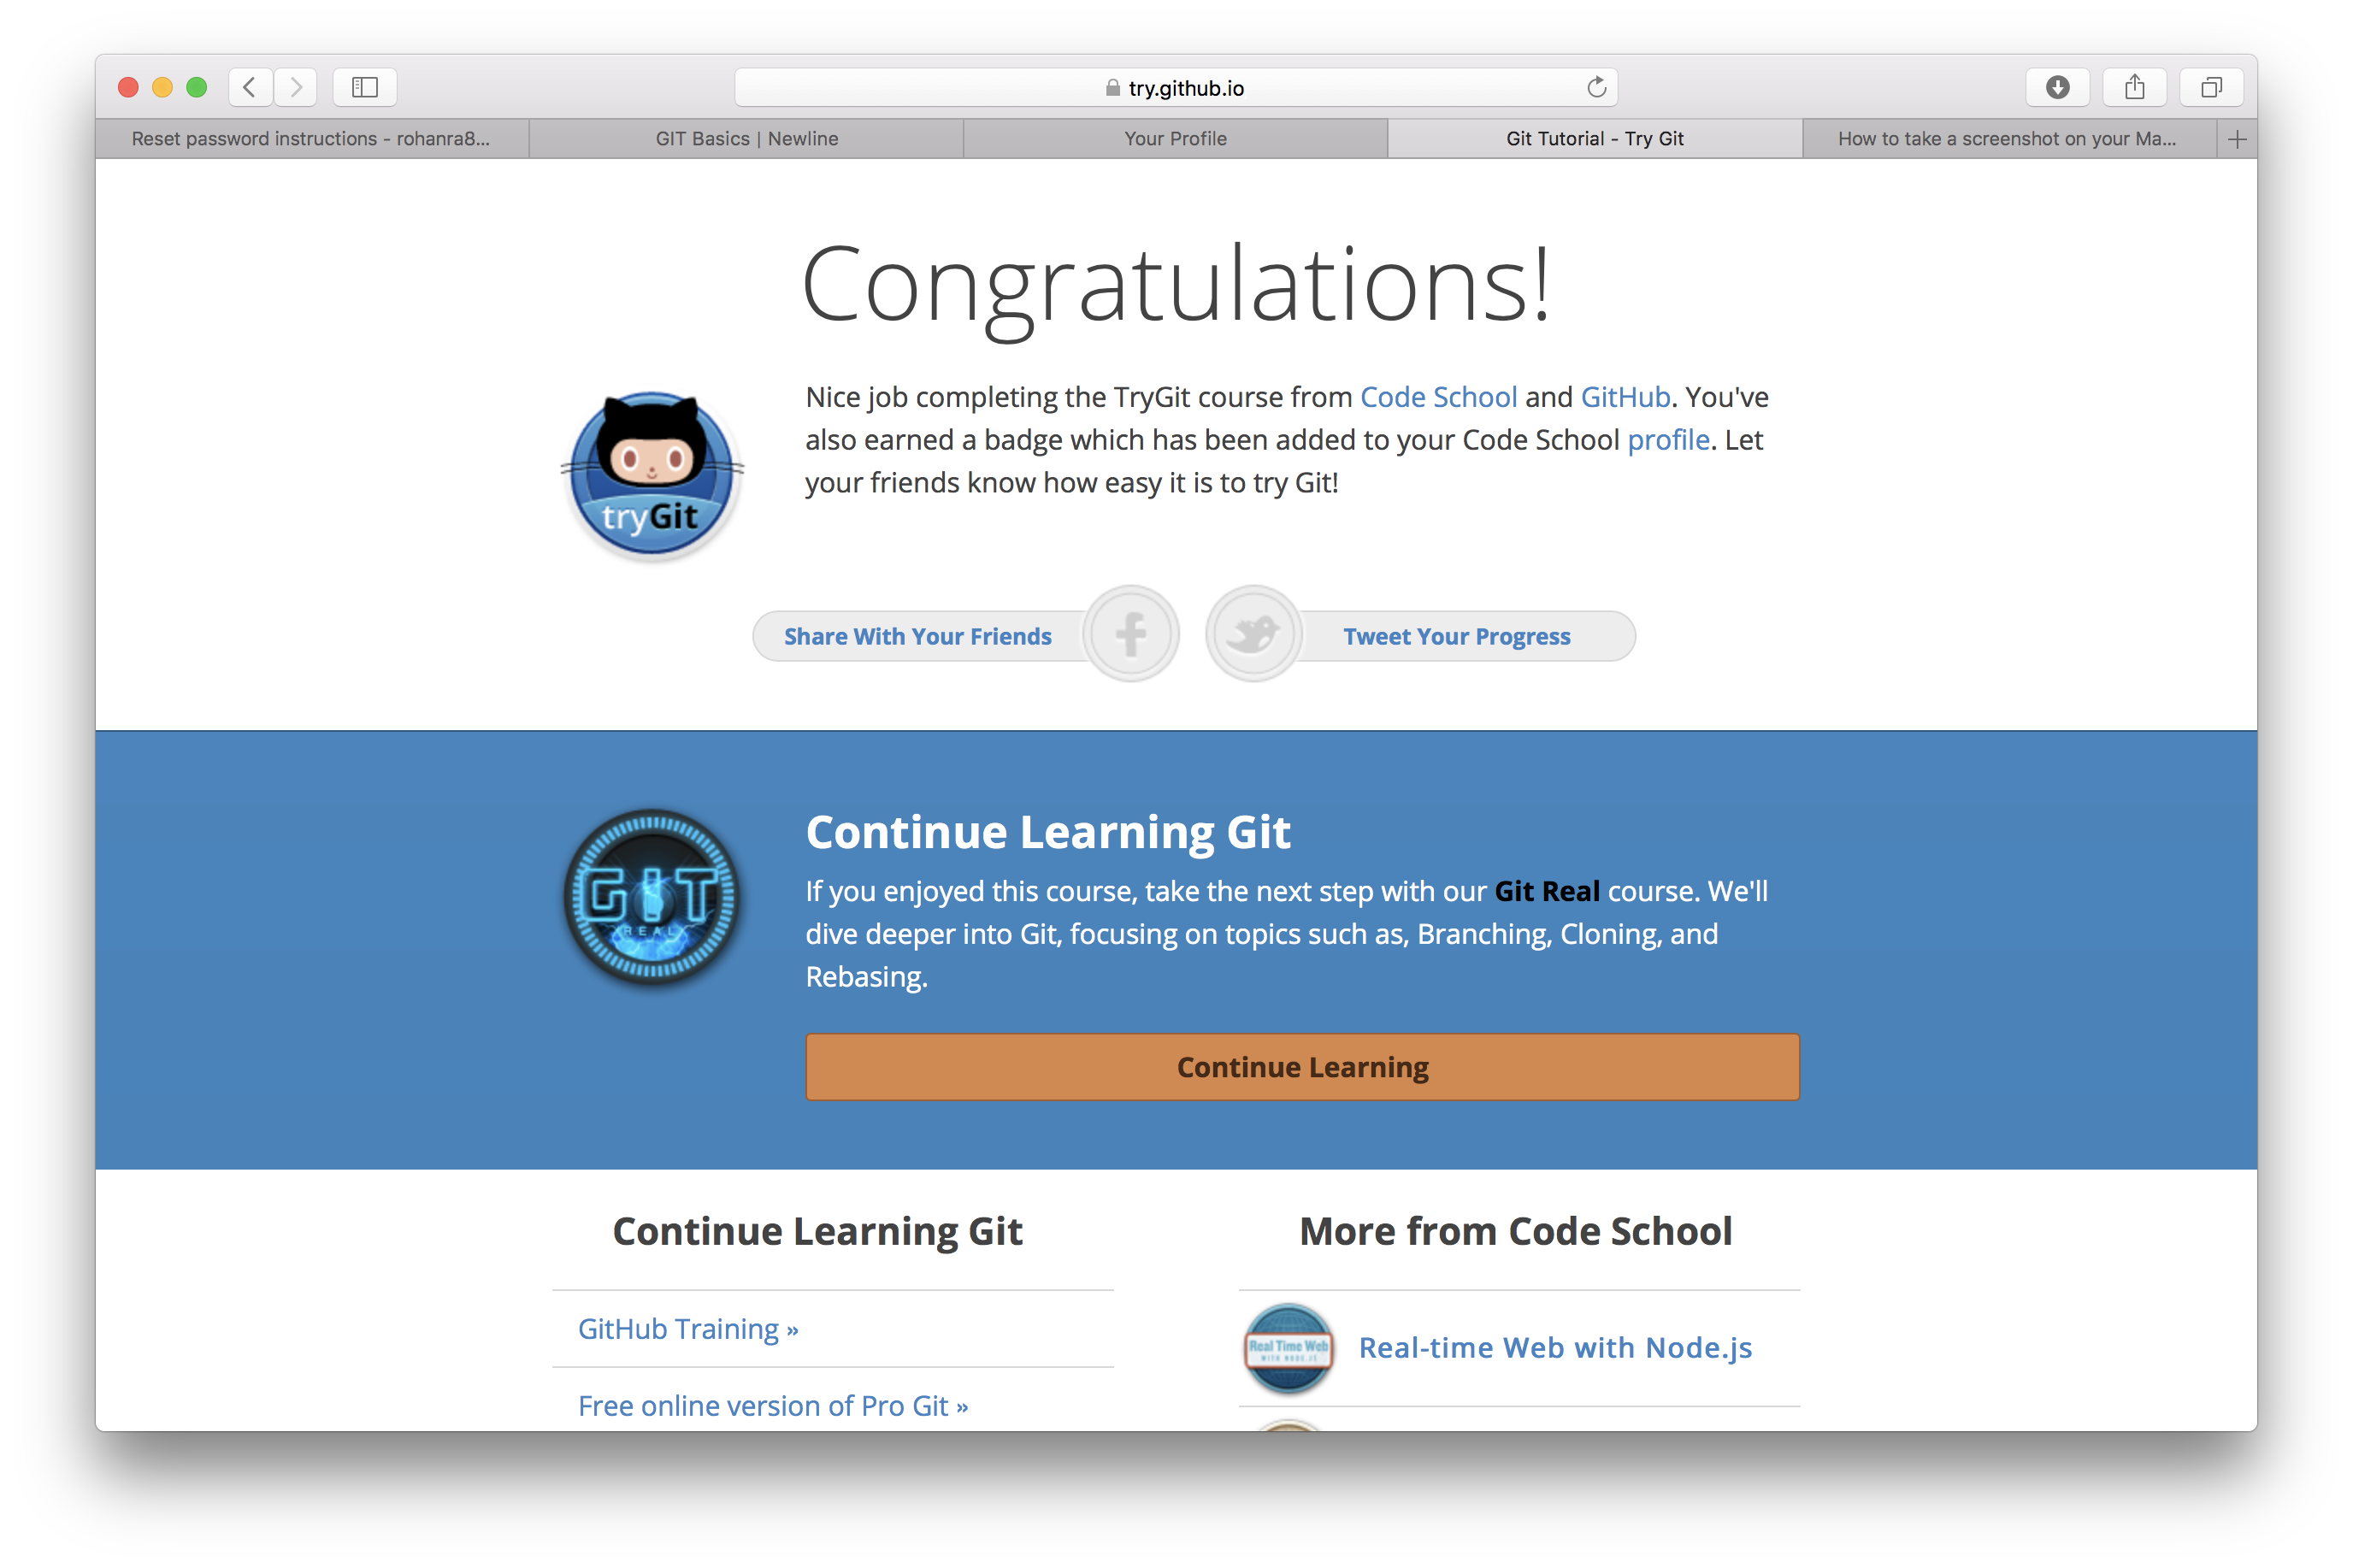 try.github.io
Reset password instructions - rohanra8...
GIT Basics | Newline
Your Profile
Git Tutorial - Try Git
How to take a screenshot on your Ma...
Congratulations!
Nice job completing the TryGit course from Code School and GitHub. You've
also earned a badge which has been added to your Code School profile. Let
your friends know how easy it is to try Git!
tryGit
Share With Your Friends
Tweet Your Progress
GIT
REAL
Continue Learning Git
If you enjoyed this course, take the next step with our Git Real course. We'll
dive deeper into Git, focusing on topics such as, Branching, Cloning, and
Rebasing.
Continue Learning
Continue Learning Git
GitHub Training »
Free online version of Pro Git »
More from Code School
Real Time Web
WITH NODE.JS
Real-time Web with Node.js